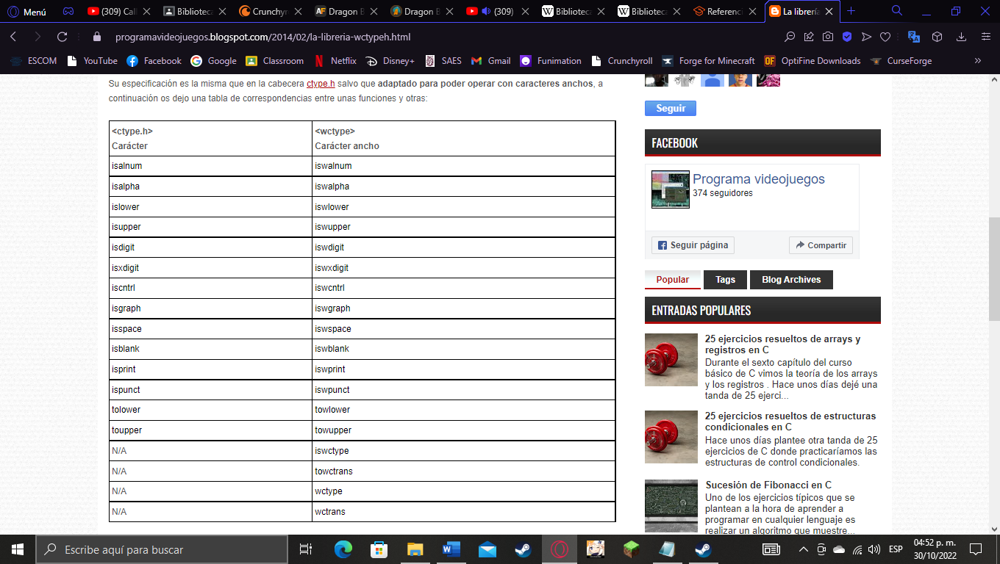 Menú
(309) Call
Biblioteca
Crunchyr
Dragon B
Dragon B
(309)
Biblioteca
Biblioteca
Referenci
La librería
programavideojuegos.blogspot.com/2014/02/la-libreria-wctypeh.html
ESCOM
YouTube
Facebook
Google
Classroom
Netflix
Disney+
SAES
Gmail
Funimation
Crunchyroll
Forge for Minecraft
OptiFine Downloads
CurseForge
»
Su especificación es la misma que en la cabecera ctype.h salvo que adaptado para poder operar con caracteres anchos, a
continuación os dejo una tabla de correspondencias entre unas funciones y otras:
<ctype.h> <wctype>
Carácter Carácter ancho
isalnum iswalnum
isalpha iswalpha
islower iswlower
isupper iswupper
isdigit iswdigit
isxdigit iswxdigit
iscntrl iswcntrl
isgraph iswgraph
isspace iswspace
isblank iswblank
isprint iswprint
ispunct iswpunct
tolower towlower
toupper towupper
N/A iswctype
N/A towctrans
N/A wctype
N/A wctrans
Seguir
FACEBOOK
Programa videojuegos
374 seguidores
Seguir página
Compartir
Popular
Tags
Blog Archives
ENTRADAS POPULARES
25 ejercicios resueltos de arrays y
registros en C
Durante el sexto capítulo del curso
básico de C vimos la teoría de los arrays
y los registros . Hace unos días dejé una
tanda de 25 ejerci...
25 ejercicios resueltos de estructuras
condicionales en C
Hace unos días plantee otra tanda de 25
ejercicios de C donde practicaríamos las
estructuras de control condicionales.
Sucesión de Fibonacci en C
Uno de los ejercicios típicos que se
plantean a la hora de aprender a
programar en cualquier lenguaje es
realizar un algoritmo que muestre...
Escribe aquí para buscar
ESP
04:52 p. m.
30/10/2022